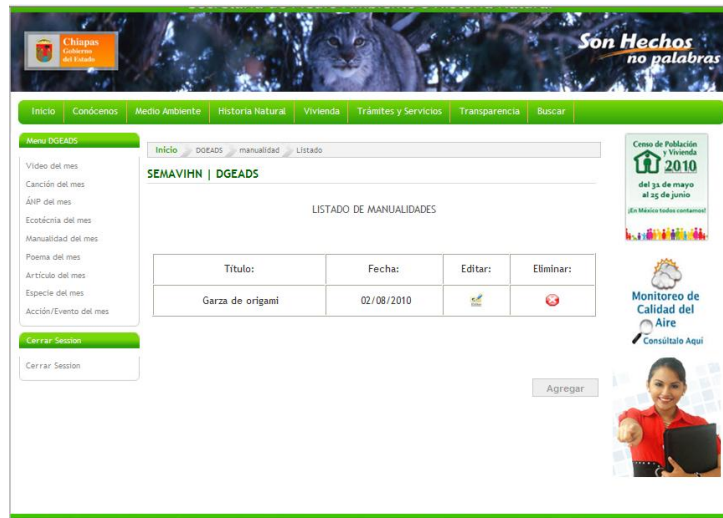 Chiapas
Gobierno
del Estado
Son Hechos
no palabras
Inicio Conócenos Medio Ambiente Historia Natural Vivienda Trámites y Servicios Transparencia Buscar
Menu DGEADS
Video del mes
Canción del mes
ÁNP del mes
Ecotécnia del mes
Manualidad del mes
Poema del mes
Artículo del mes
Especie del mes
Acción/Evento del mes
Cerrar Session
Cerrar Session
Inicio DGEADS manualidad Listado
SEMAVIHN | DGEADS
LISTADO DE MANUALIDADES
Título: Fecha: Editar: Eliminar:
Garza de origami 02/08/2010
Agregar
Censo de Población
y Vivienda
2010
del 31 de mayo
al 25 de junio
¡En México todos contamos!
Monitoreo de
Calidad del
Aire
Consúltalo Aquí